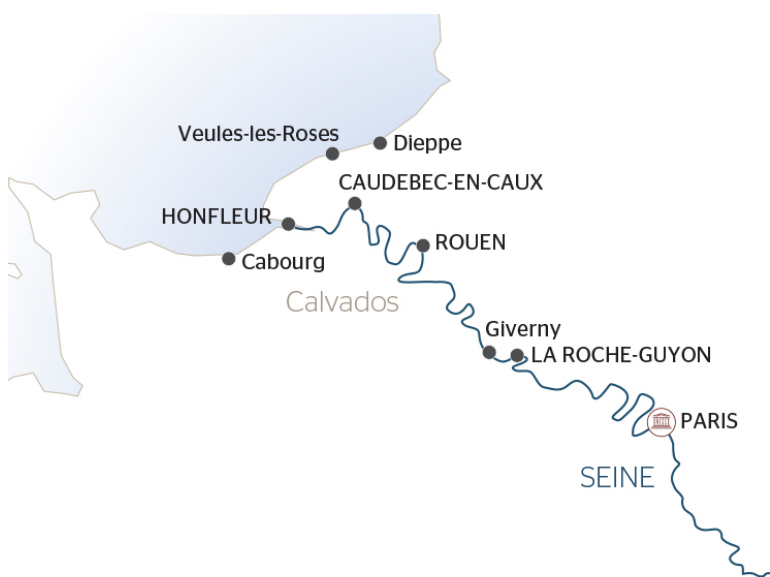 Veules-les-Roses
Dieppe
CAUDEBEC-EN-CAUX
HONFLEUR
ROUEN
Cabourg
Calvados
Giverny
LA ROCHE-GUYON
PARIS
SEINE